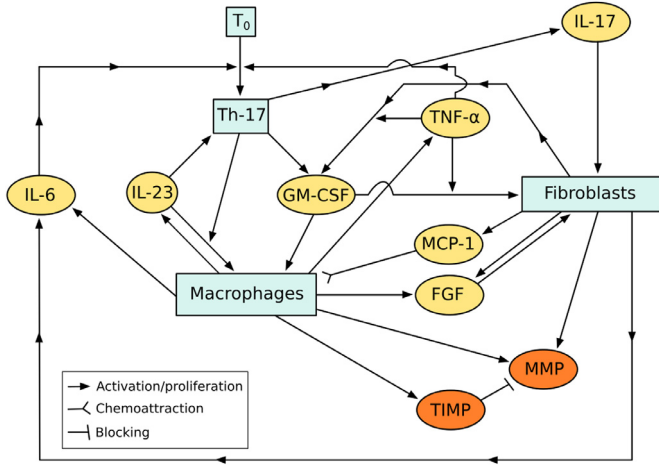 T0
IL-17
Th-17
TNF-α
IL-6
IL-23
GM-CSF
Fibroblasts
MCP-1
Macrophages
FGF
MMP
TIMP
Activation/proliferation
Chemoattraction
Blocking